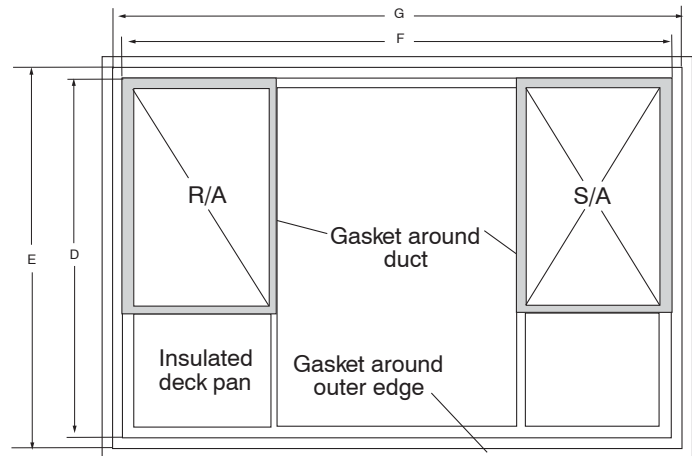 G
F
R/A
S/A
E
D
Gasket around
duct
Insulated
deck pan
Gasket around
outer edge